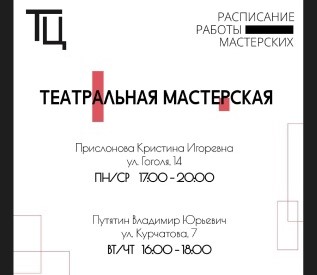 ТЦ
РАСПИСАНИЕ
РАБОТЫ
МАСТЕРСКИХ
ТЕАТРАЛЬНАЯ МАСТЕРСКАЯ
Прислонова Кристина Игоревна
ул. Гоголя, 14
ПН/СР 17:00 – 20:00
Путятин Владимир Юрьевич
ул. Курчатова, 7
ВТ/ЧТ 16:00 – 18:00